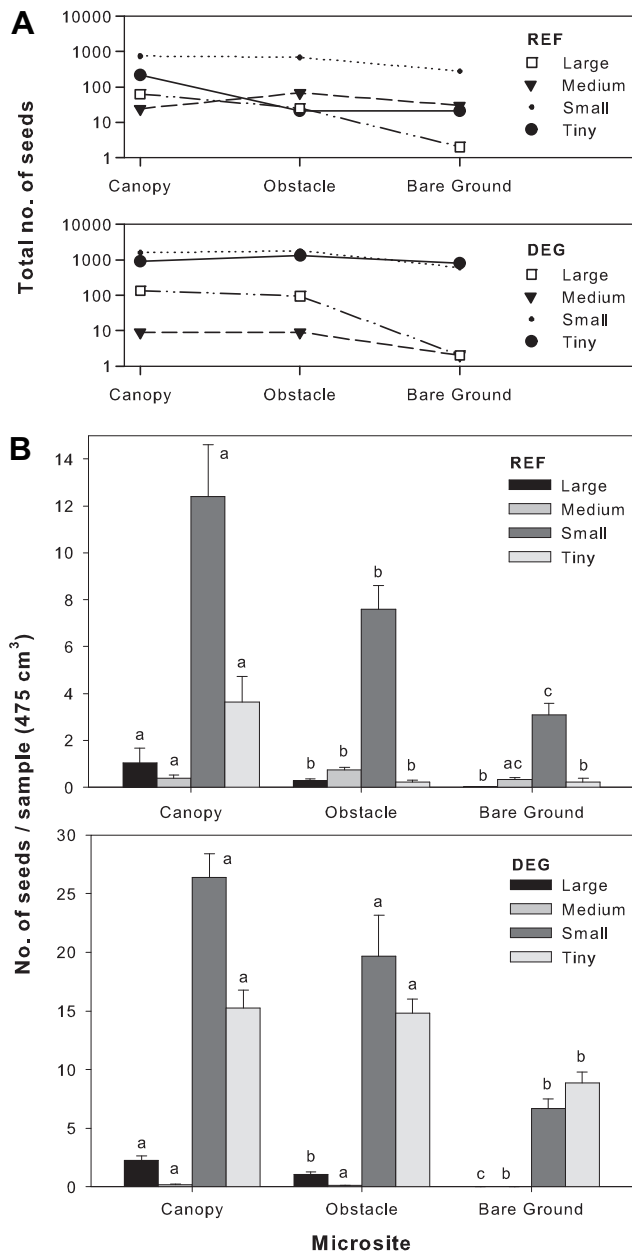 A
Total no. of seeds
10000
1000
100
10
1
Canopy
Obstacle
Bare Ground
REF
Large
Medium
Small
Tiny
10000
1000
100
10
1
Canopy
Obstacle
Bare Ground
DEG
Large
Medium
Small
Tiny
B
No. of seeds / sample (475 cm³)
14
12
10
8
6
4
2
0
a
a
a
a
b
b
b
b
b
ac
c
b
Canopy
Obstacle
Bare Ground
REF
Large
Medium
Small
Tiny
30
25
20
15
10
5
0
a
a
a
a
b
a
a
a
c
b
b
b
Canopy
Obstacle
Bare Ground
DEG
Large
Medium
Small
Tiny
Microsite